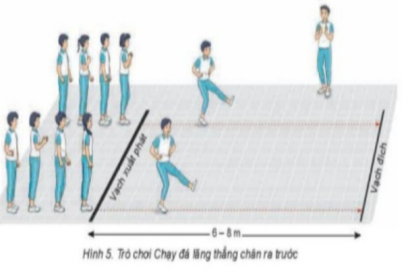 Vạch xuất phát
Vạch đích
6 – 8 m
Hình 5. Trò chơi Chạy đá lăng thẳng chân ra trước